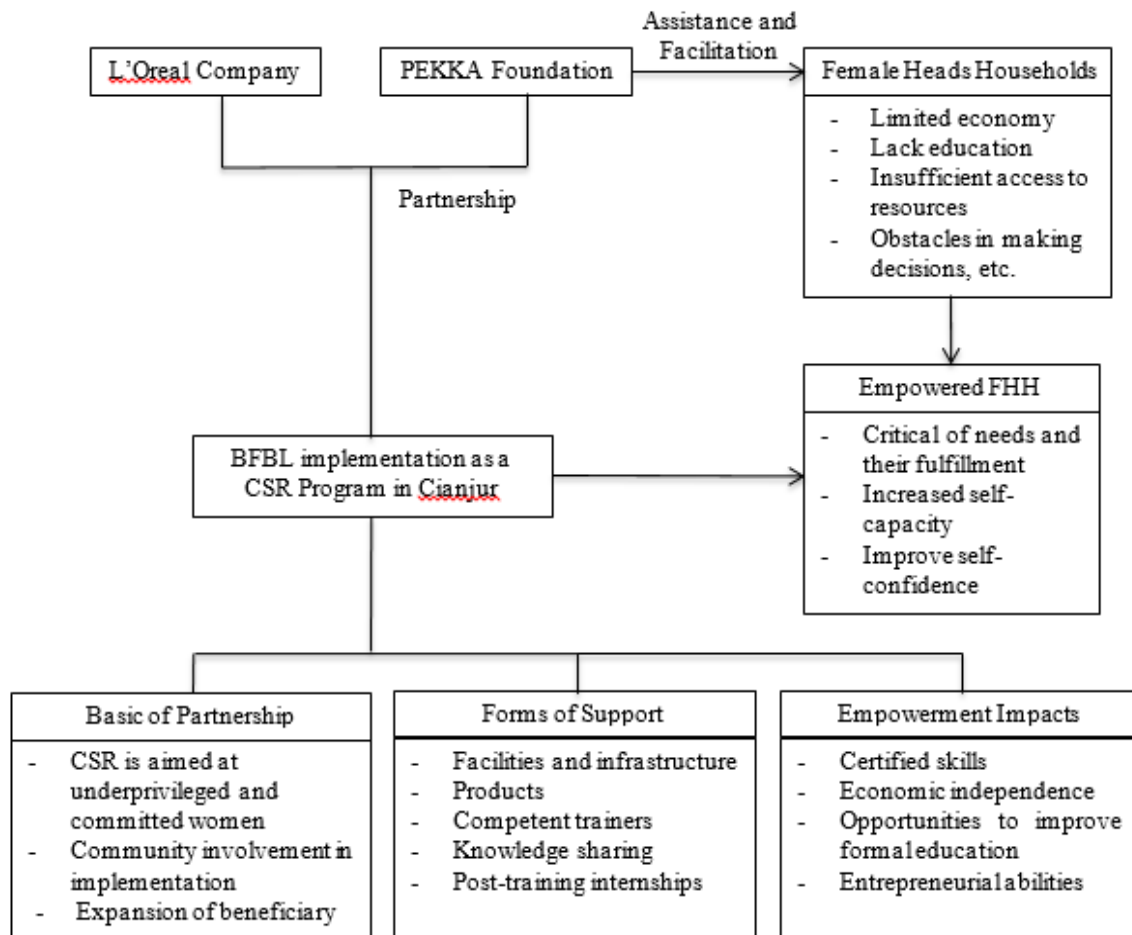 Assistance and
Facilitation
L'Oreal Company
PEKKA Foundation
Female Heads Households
- Limited economy
- Lack education
- Insufficient access to
resources
- Obstacles in making
decisions, etc.
Partnership
Empowered FHH
- Critical of needs and
their fulfillment
- Increased self-
capacity
- Improve self-
confidence
BFBL implementation as a
CSR Program in Cianjur
Basic of Partnership
- CSR is aimed at
underprivileged and
committed women
- Community involvement in
implementation
- Expansion of beneficiary
Forms of Support
- Facilities and infrastructure
- Products
- Competent trainers
- Knowledge sharing
- Post-training internships
Empowerment Impacts
- Certified skills
- Economic independence
- Opportunities to improve
formal education
- Entrepreneurial abilities